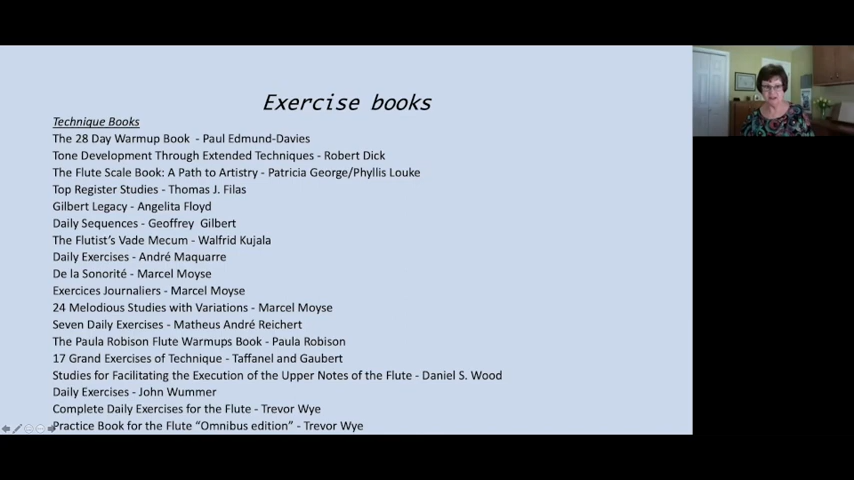 Exercise books
Technique Books
The 28 Day Warmup Book - Paul Edmund-Davies
Tone Development Through Extended Techniques - Robert Dick
The Flute Scale Book: A Path to Artistry - Patricia George/Phyllis Louke
Top Register Studies - Thomas J. Filas
Gilbert Legacy - Angelita Floyd
Daily Sequences - Geoffrey Gilbert
The Flutist's Vade Mecum - Walfrid Kujala
Daily Exercises - André Maquarre
De la Sonorité - Marcel Moyse
Exercices Journaliers - Marcel Moyse
24 Melodious Studies with Variations - Marcel Moyse
Seven Daily Exercises - Matheus André Reichert
The Paula Robison Flute Warmups Book - Paula Robison
17 Grand Exercises of Technique - Taffanel and Gaubert
Studies for Facilitating the Execution of the Upper Notes of the Flute - Daniel S. Wood
Daily Exercises - John Wummer
Complete Daily Exercises for the Flute - Trevor Wye
Practice Book for the Flute “Omnibus edition” - Trevor Wye